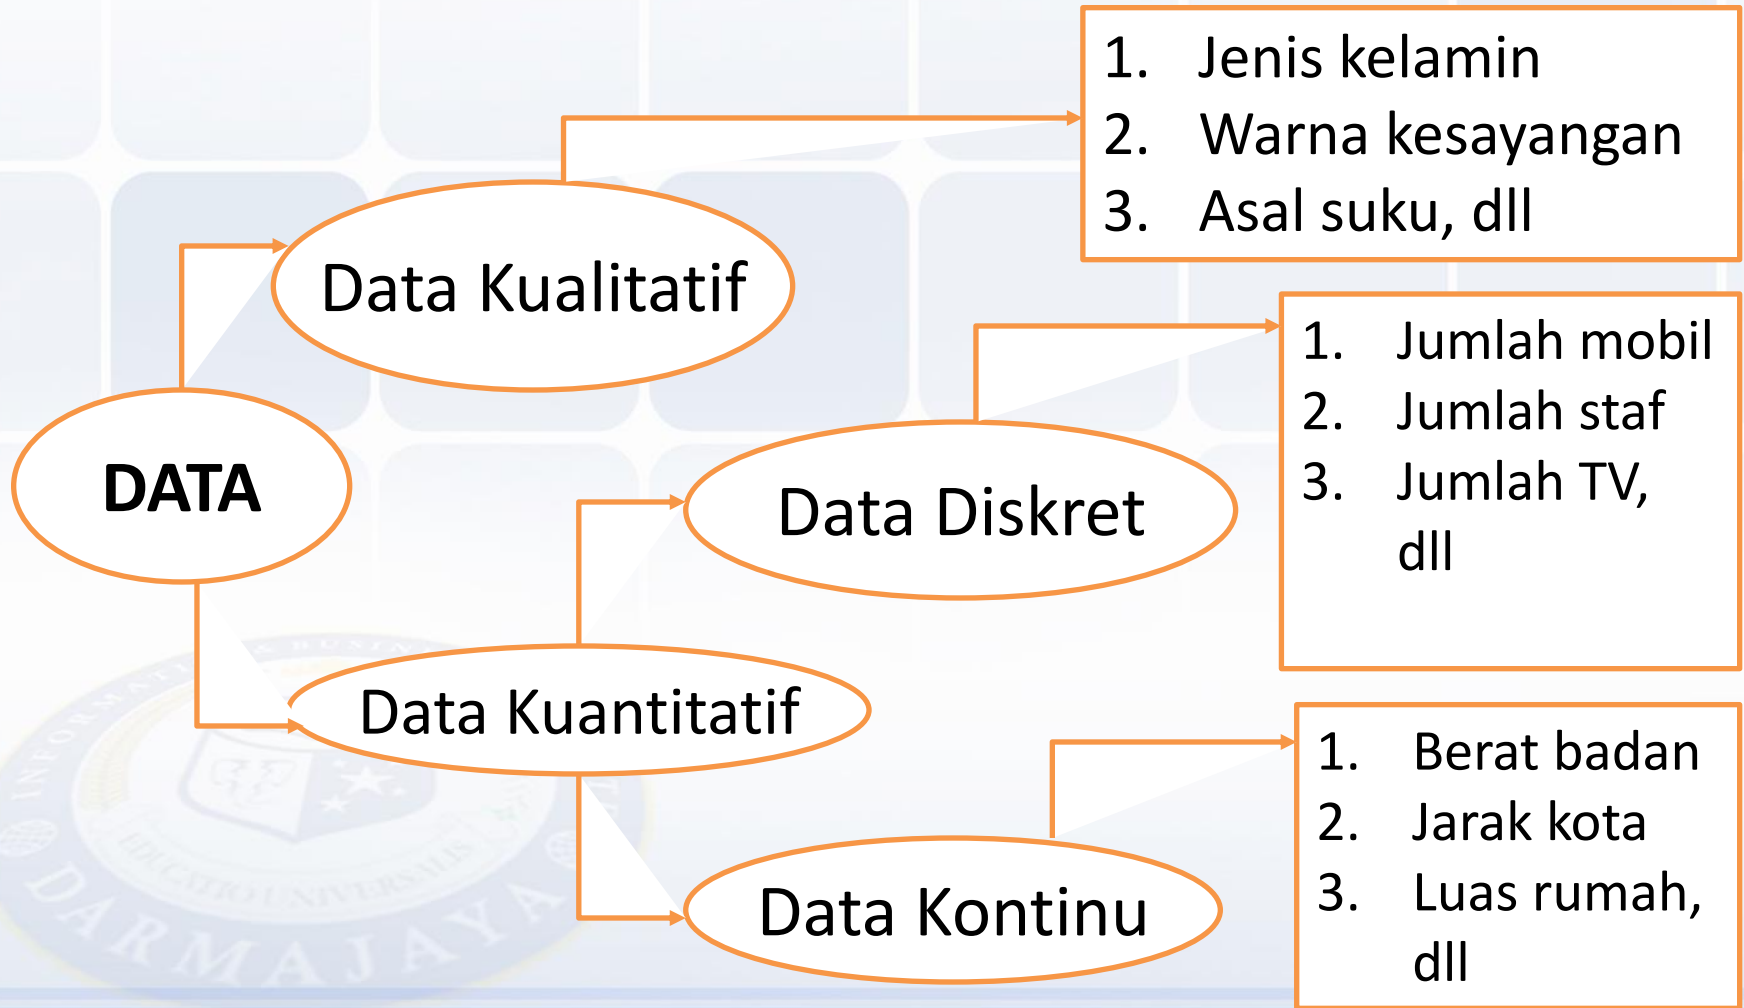 1. Jenis kelamin
2. Warna kesayangan
3. Asal suku, dll
Data Kualitatif
DATA
1. Jumlah mobil
2. Jumlah staf
3. Jumlah TV,
dll
Data Diskret
Data Kuantitatif
1. Berat badan
2. Jarak kota
3. Luas rumah,
dll
Data Kontinu
DARMAJAYA